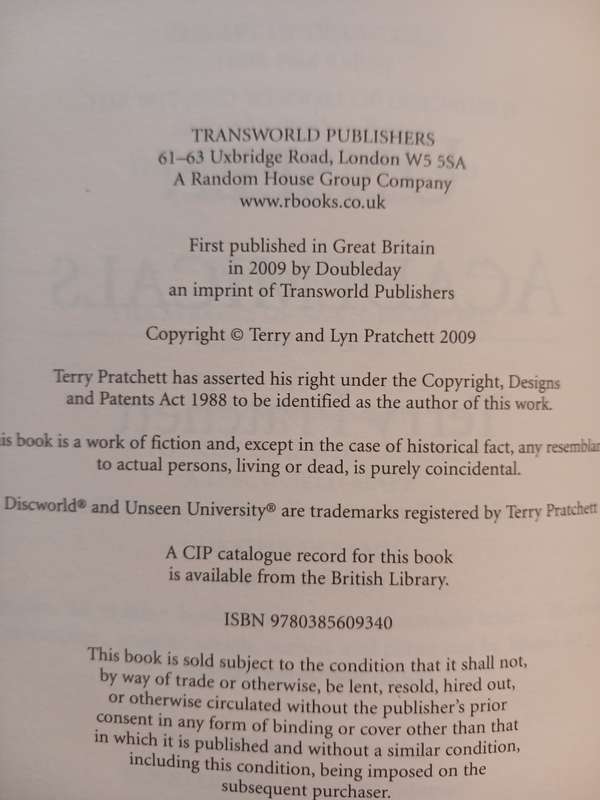 TRANSWORLD PUBLISHERS
61–63 Uxbridge Road, London W5 5SA
A Random House Group Company
www.rbooks.co.uk
First published in Great Britain
in 2009 by Doubleday
an imprint of Transworld Publishers
Copyright © Terry and Lyn Pratchett 2009
Terry Pratchett has asserted his right under the Copyright, Designs
and Patents Act 1988 to be identified as the author of this work.
is book is a work of fiction and, except in the case of historical fact, any resemblan
to actual persons, living or dead, is purely coincidental.
Discworld® and Unseen University® are trademarks registered by Terry Pratchett
A CIP catalogue record for this book
is available from the British Library.
ISBN 9780385609340
This book is sold subject to the condition that it shall not,
by way of trade or otherwise, be lent, resold, hired out,
or otherwise circulated without the publisher's prior
consent in any form of binding or cover other than that
in which it is published and without a similar condition,
including this condition, being imposed on the
subsequent purchaser.